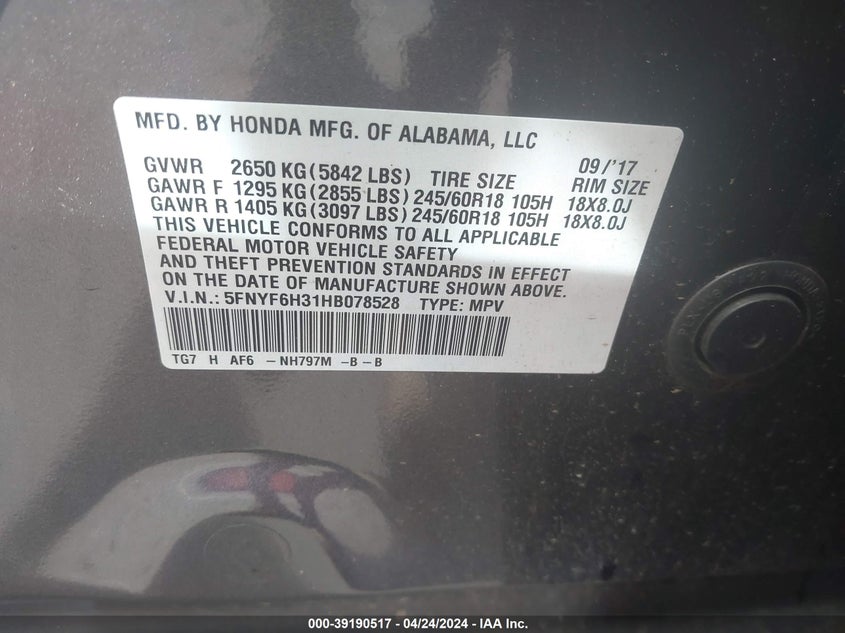 MFD. BY HONDA MFG. OF ALABAMA, LLC
GVWR 2650 KG(5842 LBS) TIRE SIZE 09/'17 RIM SIZE
GAWR F 1295 KG(2855 LBS) 245/60R18 105H 18X8.0J
GAWR R 1405 KG(3097 LBS) 245/60R18 105H 18X8.0J
THIS VEHICLE CONFORMS TO ALL APPLICABLE
FEDERAL MOTOR VEHICLE SAFETY
AND THEFT PREVENTION STANDARDS IN EFFECT
ON THE DATE OF MANUFACTURE SHOWN ABOVE.
V.I.N.: 5FNYF6H31HB078528 TYPE: MPV
TG7 H AF6 - NH797M -B-B
000-39190517 - 04/24/2024 - IAA Inc.